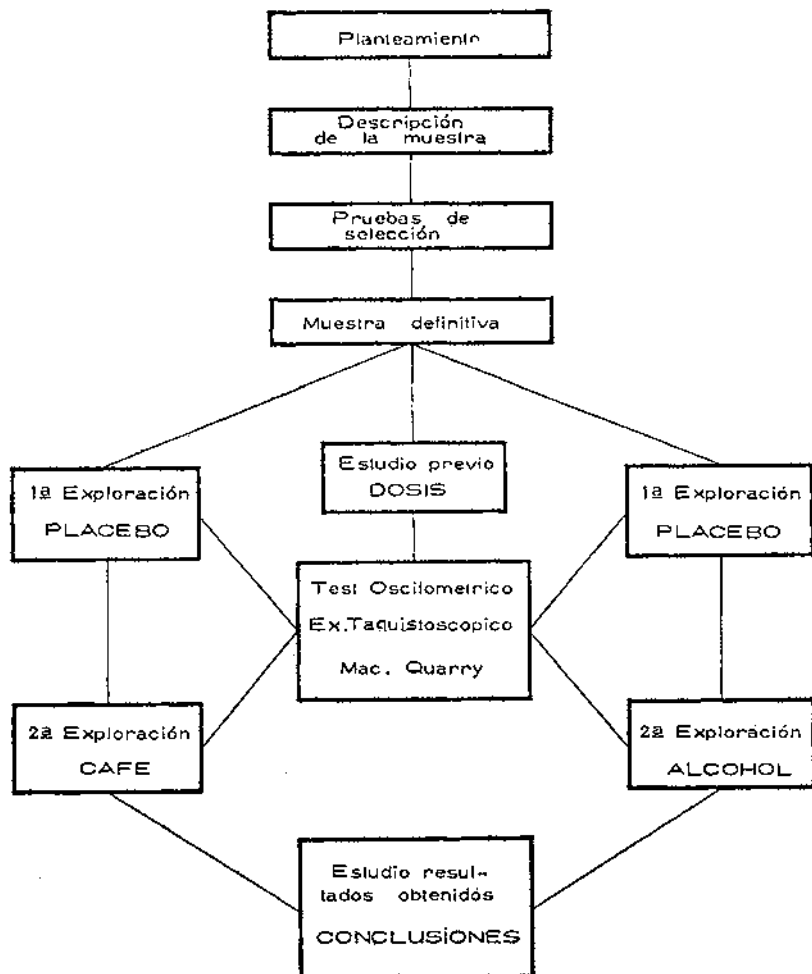 Planteamiento
Descripción
de la muestra
Pruebas de
selección
Muestra definitiva
Estudio previo
DOSIS
1ª Exploración
PLACEBO
1ª Exploración
PLACEBO
Test Oscilometrico
Ex.Taquistoscopico
Mac. Quarry
2ª Exploración
CAFE
2ª Exploración
ALCOHOL
Estudio resul-
tados obtenidos
CONCLUSIONES